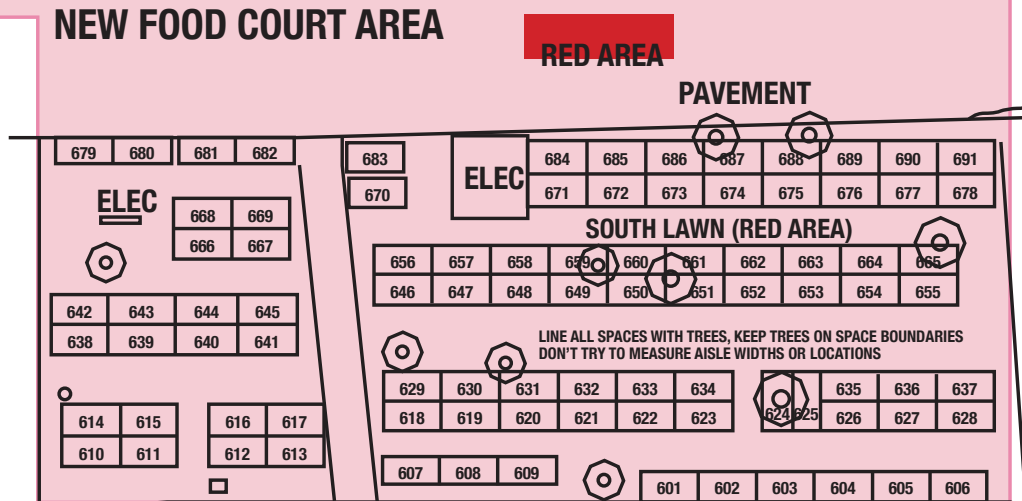 NEW FOOD COURT AREA
RED AREA
PAVEMENT
679 680 681 682
683
ELEC
684 685 686 687 688 689 690 691
670
671 672 673 674 675 676 677 678
ELEC
668 669
666 667
SOUTH LAWN (RED AREA)
656 657 658 659 660 661 662 663 664 665
646 647 648 649 650 651 652 653 654 655
642 643 644 645
638 639 640 641
LINE ALL SPACES WITH TREES, KEEP TREES ON SPACE BOUNDARIES
DON'T TRY TO MEASURE AISLE WIDTHS OR LOCATIONS
629 630 631 632 633 634
635 636 637
618 619 620 621 622 623
624 625 626 627 628
614 615 616 617
610 611 612 613
607 608 609
601 602 603 604 605 606